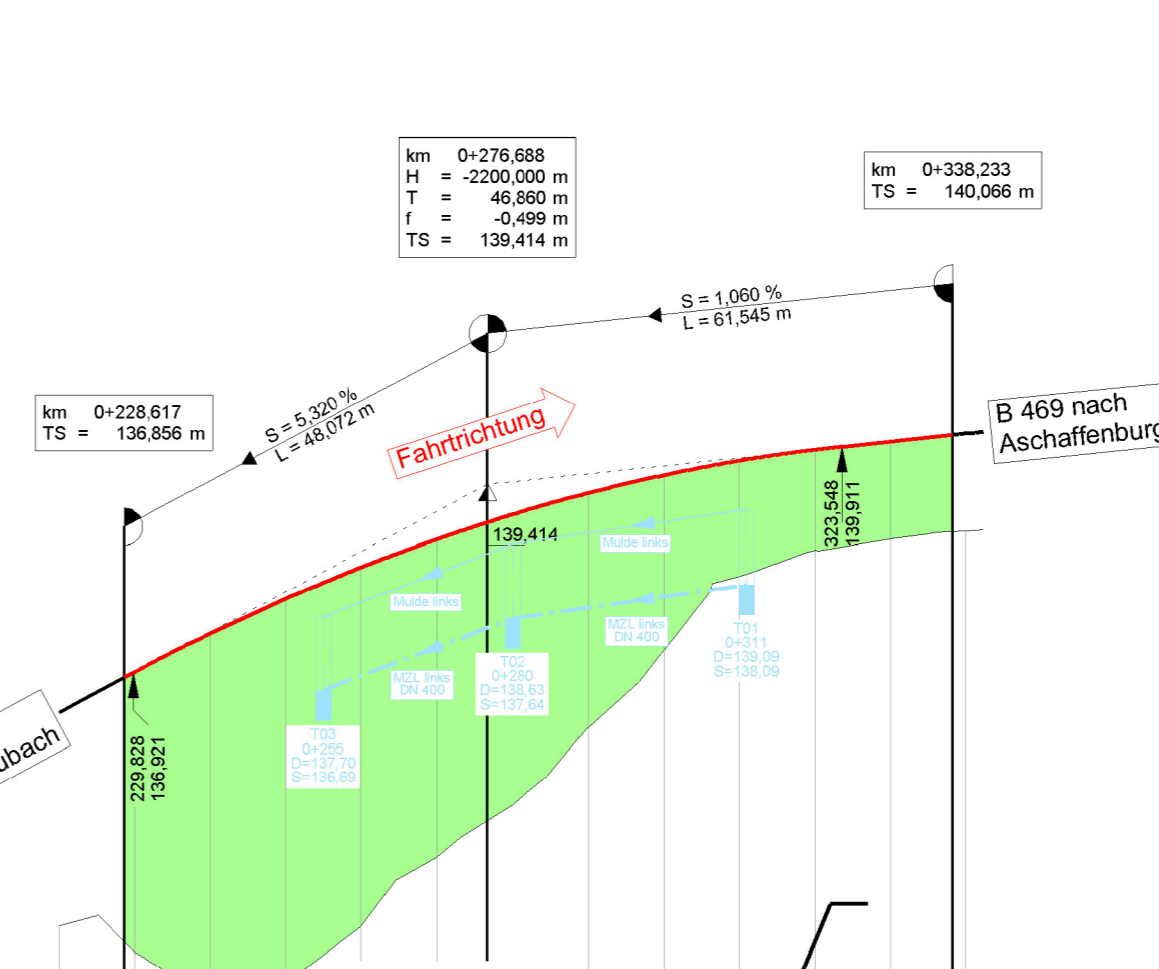 km 0+276,688
H = -2200,000 m
T = 46,860 m
f = -0,499 m
TS = 139,414 m
km 0+338,233
TS = 140,066 m
S = 1,060 %
L = 61,545 m
km 0+228,617
TS = 136,856 m
S = 5,320 %
L = 48,072 m
Fahrtrichtung
B 469 nach
Aschaffenburg
139,414
323,548
139,911
Mulde links
Mulde links
MZL links
DN 400
MZL links
DN 400
T01
0+311
D=139,09
S=138,09
T02
0+280
D=138,63
S=137,64
T03
0+255
D=137,70
S=136,69
229,828
136,921
ubach